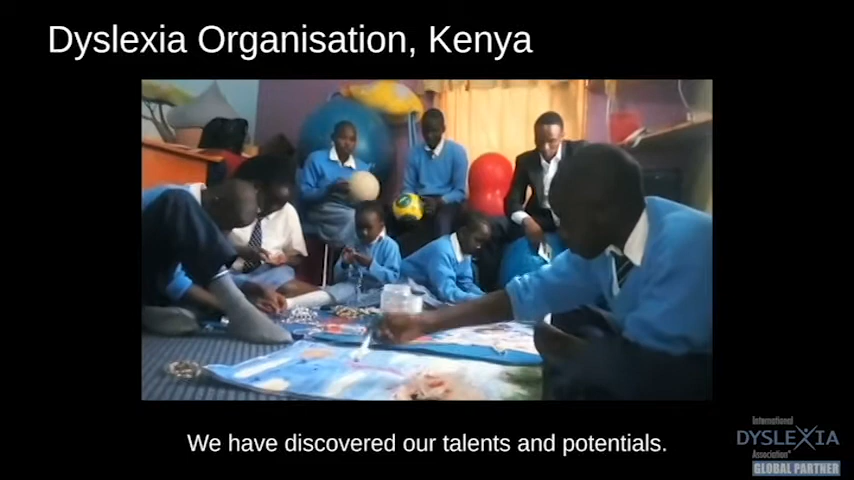 Dyslexia Organisation, Kenya
We have discovered our talents and potentials.
International
DYSLEXIA
Association
GLOBAL PARTNER